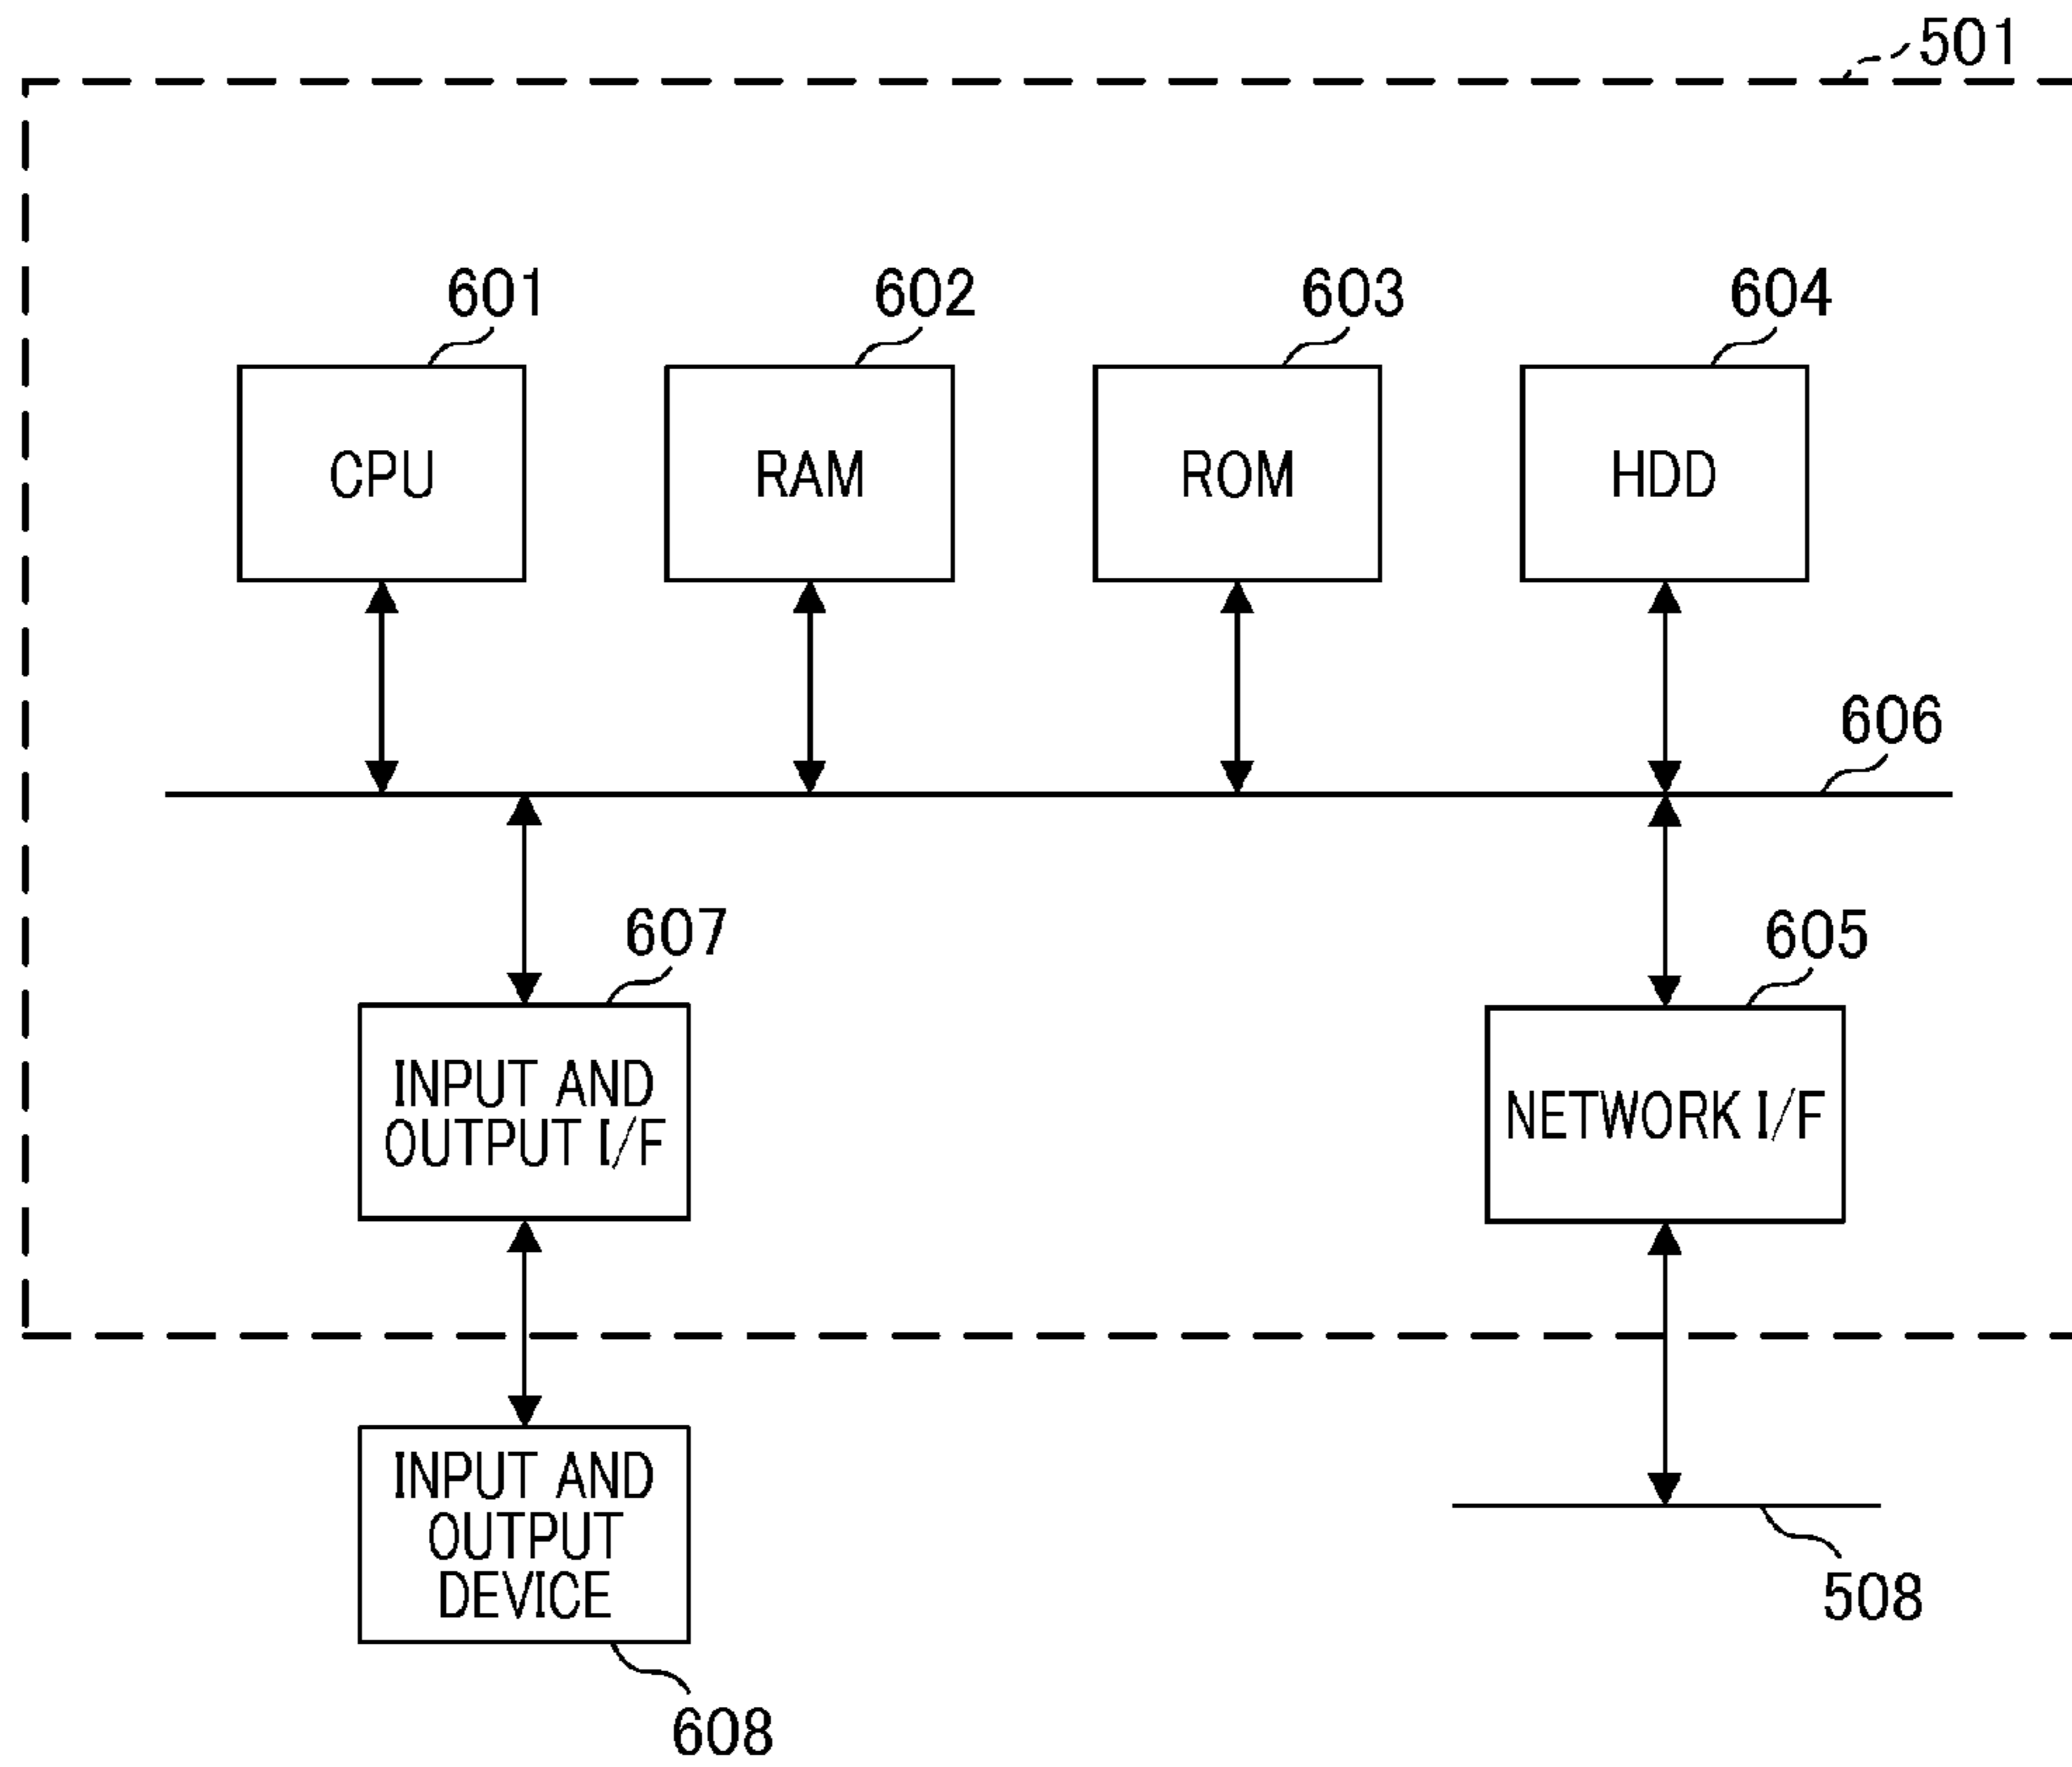 501
601
602
603
604
CPU
RAM
ROM
HDD
606
607
605
INPUT AND
OUTPUT I/F
NETWORK I/F
INPUT AND
OUTPUT
DEVICE
508
608